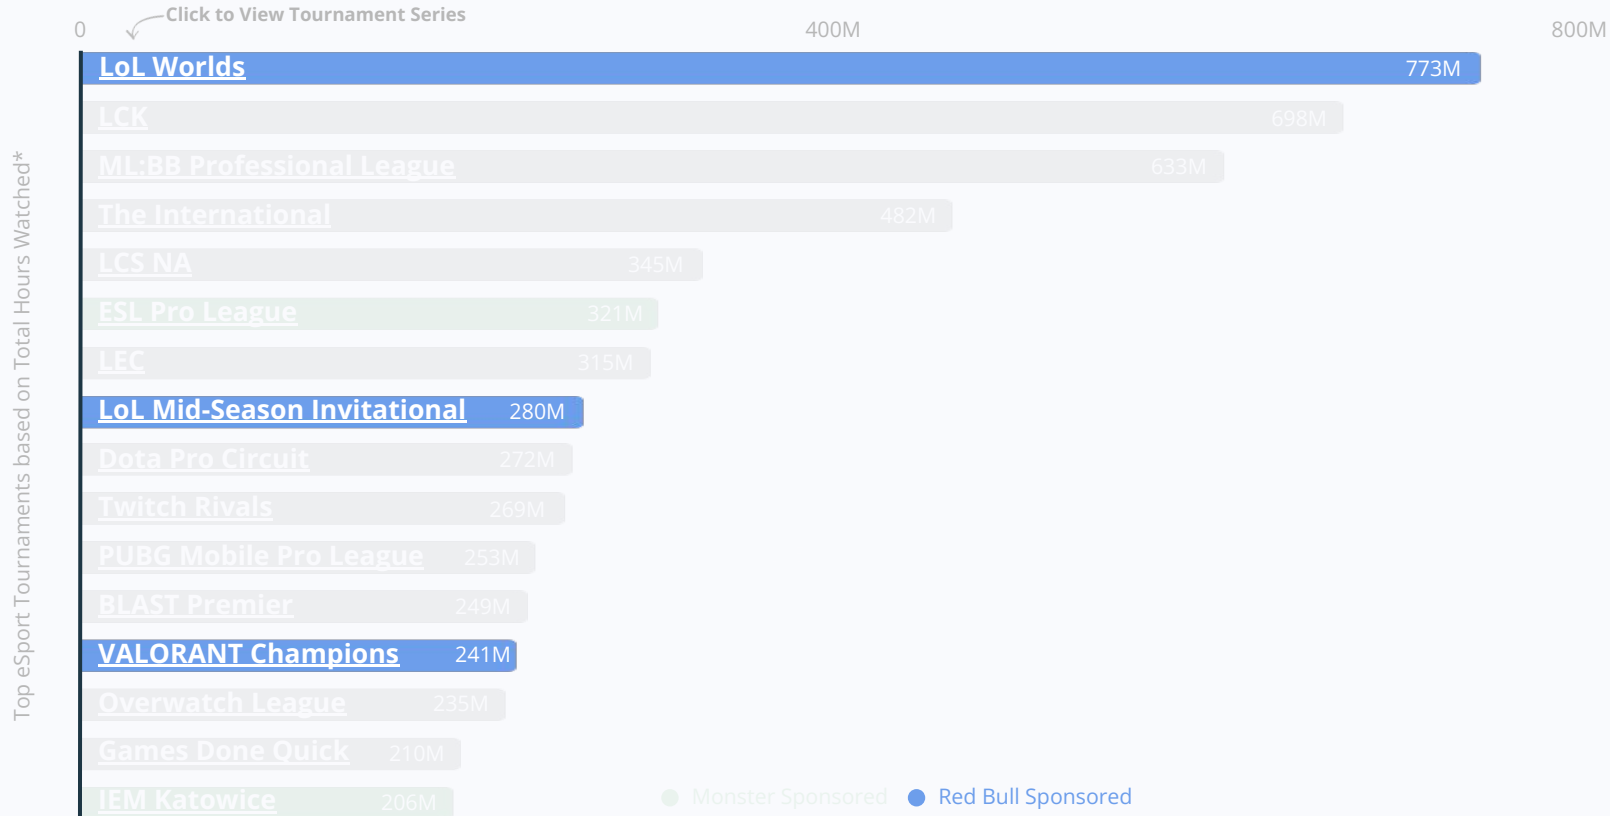 Click to View Tournament Series
0
400M
800M
Top eSport Tournaments based on Total Hours Watched*
LoL Worlds 773M
LCK 698M
ML:BB Professional League 633M
The International 482M
LCS NA 345M
ESL Pro League 321M
LEC 315M
LoL Mid-Season Invitational 280M
Dota Pro Circuit 272M
Twitch Rivals 269M
PUBG Mobile Pro League 253M
BLAST Premier 249M
VALORANT Champions 241M
Overwatch League 235M
Games Done Quick 210M
IEM Katowice 206M
Monster Sponsored
Red Bull Sponsored